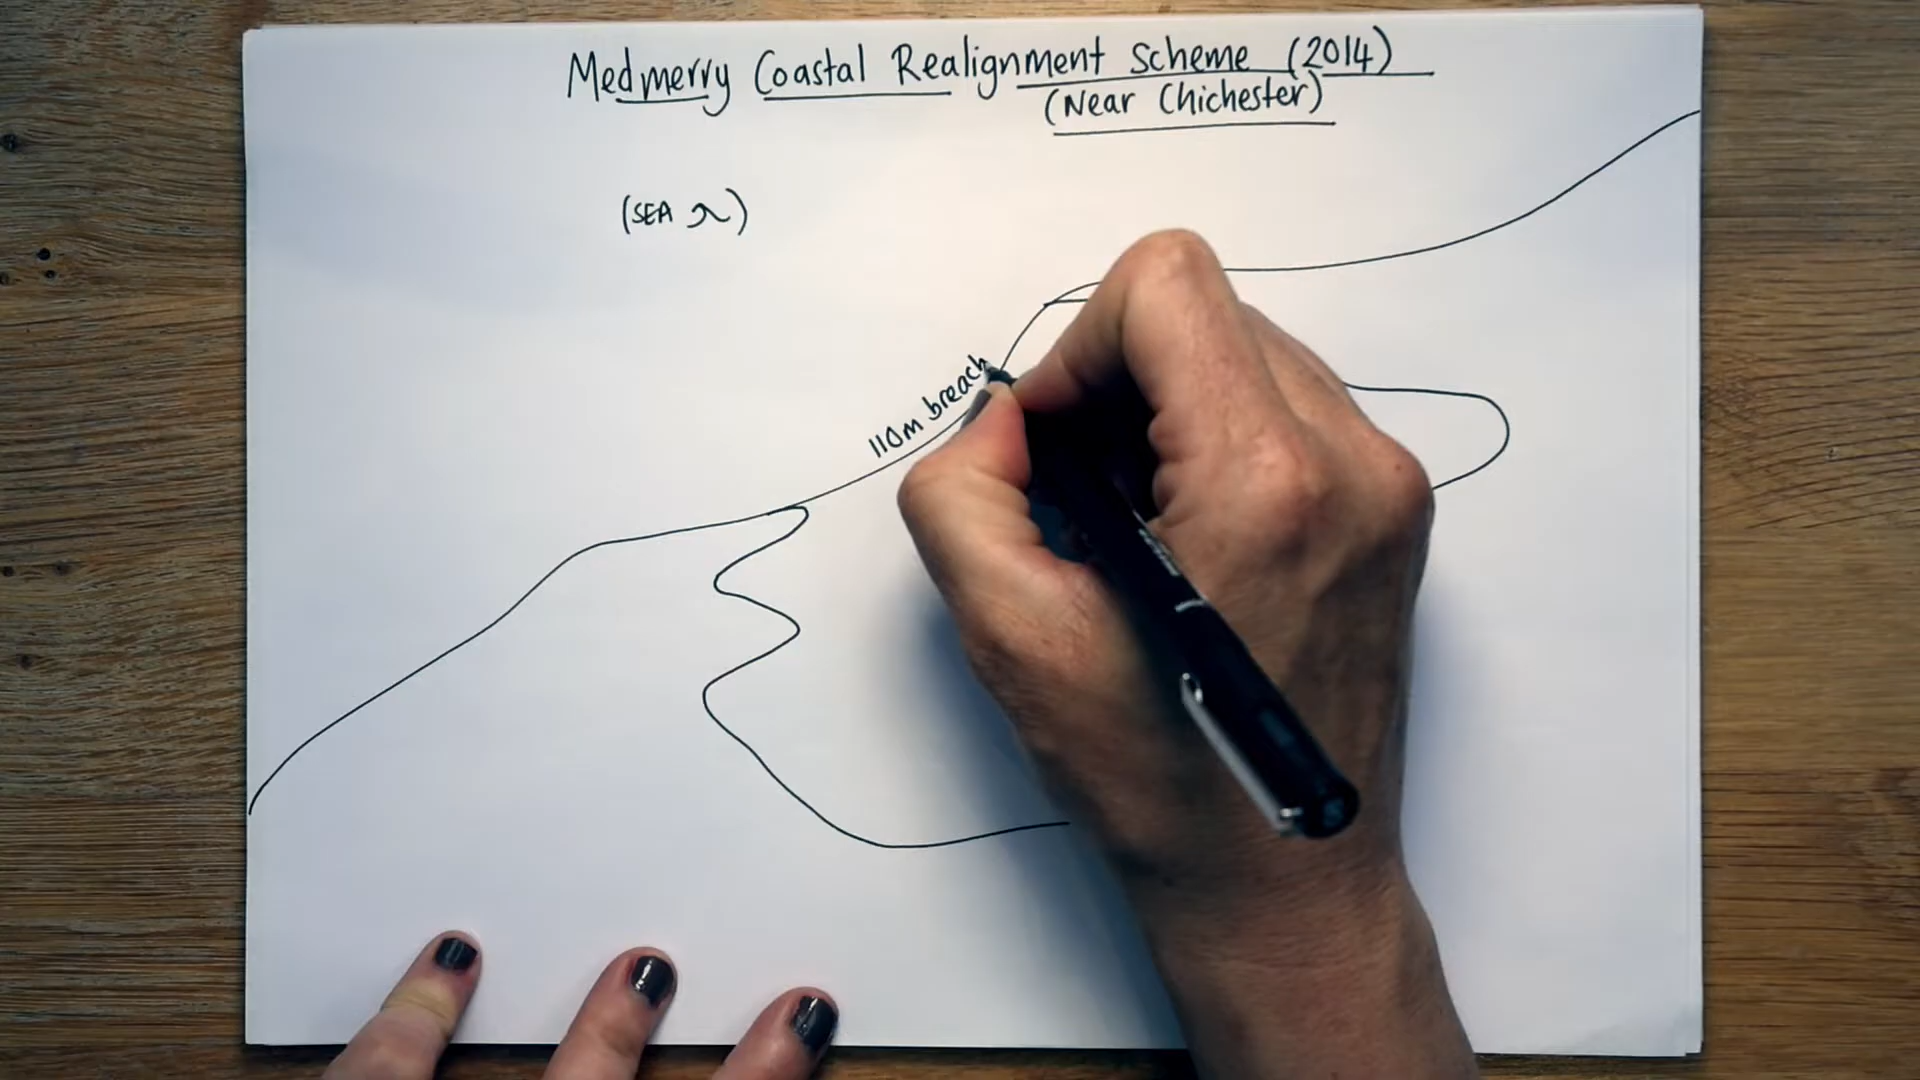 Medmerry Coastal Realignment Scheme (2014)
(Near Chichester)
(SEA)
110m breach